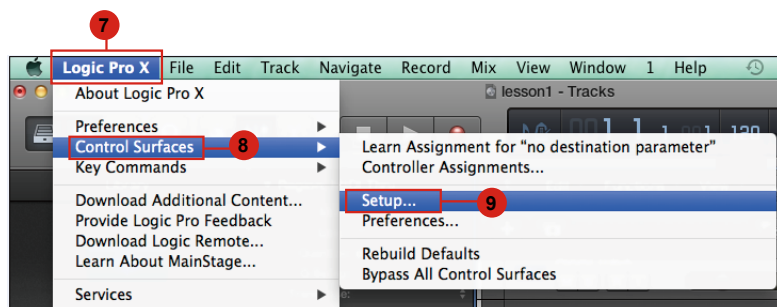 7
Logic Pro X File Edit Track Navigate Record Mix View Window 1 Help
About Logic Pro X
lesson1 - Tracks
Preferences
Control Surfaces
8
Key Commands
Download Additional Content...
Provide Logic Pro Feedback
Download Logic Remote...
Learn About MainStage...
Services
Learn Assignment for “no destination parameter”
Controller Assignments...
Setup...
9
Preferences...
Rebuild Defaults
Bypass All Control Surfaces